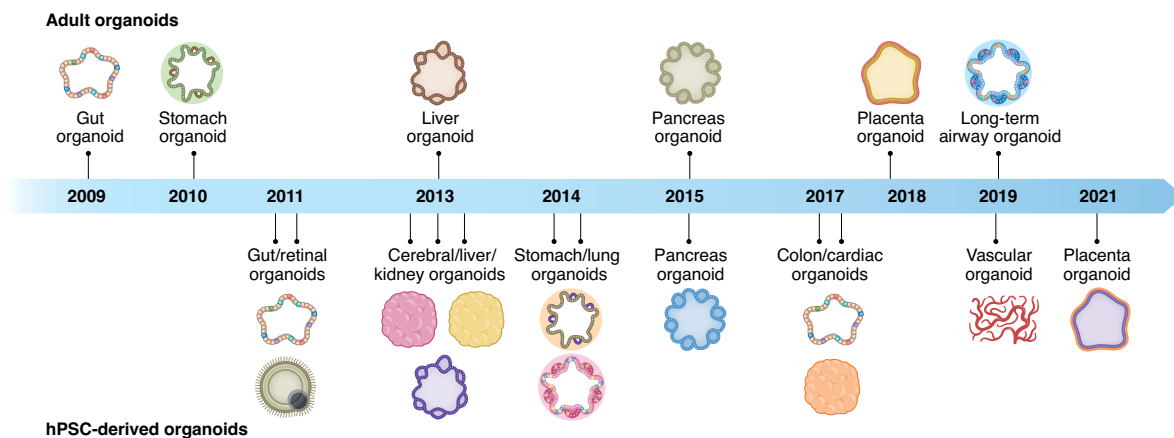 Adult organoids
Gut
organoid
Stomach
organoid
Liver
organoid
Pancreas
organoid
Placenta
organoid
Long-term
airway organoid
2009
2010
2011
2013
2014
2015
2017
2018
2019
2021
Gut/retinal
organoids
Cerebral/liver/
kidney organoids
Stomach/lung
organoids
Pancreas
organoid
Colon/cardiac
organoids
Vascular
organoid
Placenta
organoid
hPSC-derived organoids